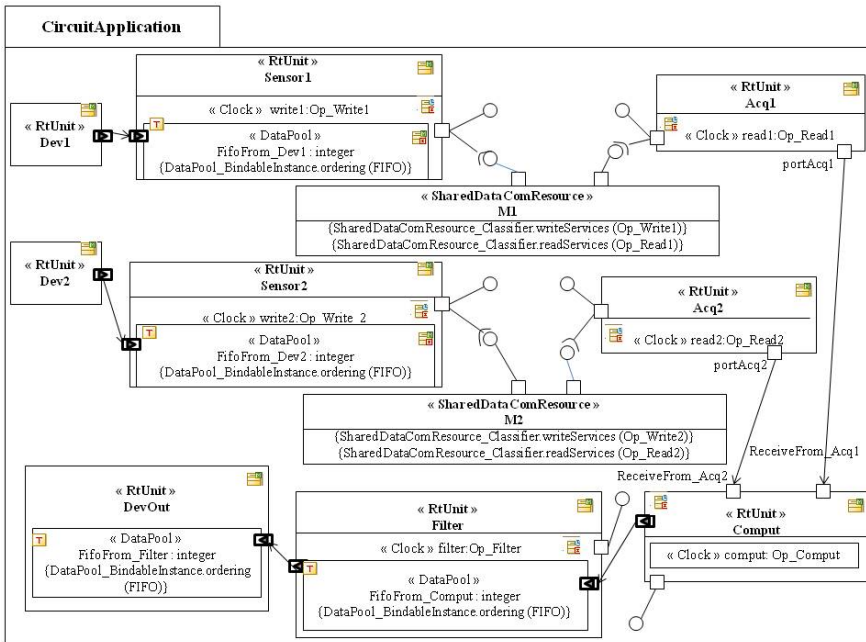 CircuitApplication
« RtUnit »
Dev1
« RtUnit »
Sensor1
« Clock »  write1:Op_Write1
T
« DataPool »
FifoFrom_Dev1 : integer
{DataPool_BindableInstance.ordering (FIFO)}
« RtUnit »
Acq1
« Clock » read1:Op_Read1
portAcq1
« SharedDataComResource »
M1
{SharedDataComResource_Classifier.writeServices (Op_Write1)}
{SharedDataComResource_Classifier.readServices (Op_Read1)}
« RtUnit »
Dev2
« RtUnit »
Sensor2
« Clock » write2:Op_Write_2
T
« DataPool »
FifoFrom_Dev2 : integer
{DataPool_BindableInstance.ordering (FIFO)}
« RtUnit »
Acq2
« Clock » read2:Op_Read2
portAcq2
« SharedDataComResource »
M2
{SharedDataComResource_Classifier.writeServices (Op_Write2)}
{SharedDataComResource_Classifier.readServices (Op_Read2)}
ReceiveFrom_Acq1
ReceiveFrom_Acq2
« RtUnit »
DevOut
T
« DataPool »
FifoFrom_Filter : integer
{DataPool_BindableInstance.ordering
(FIFO)}
« RtUnit »
Filter
« Clock » filter:Op_Filter
T
« DataPool »
FifoFrom_Comput : integer
{DataPool_BindableInstance.ordering (FIFO)}
« RtUnit »
Comput
« Clock » comput: Op_Comput